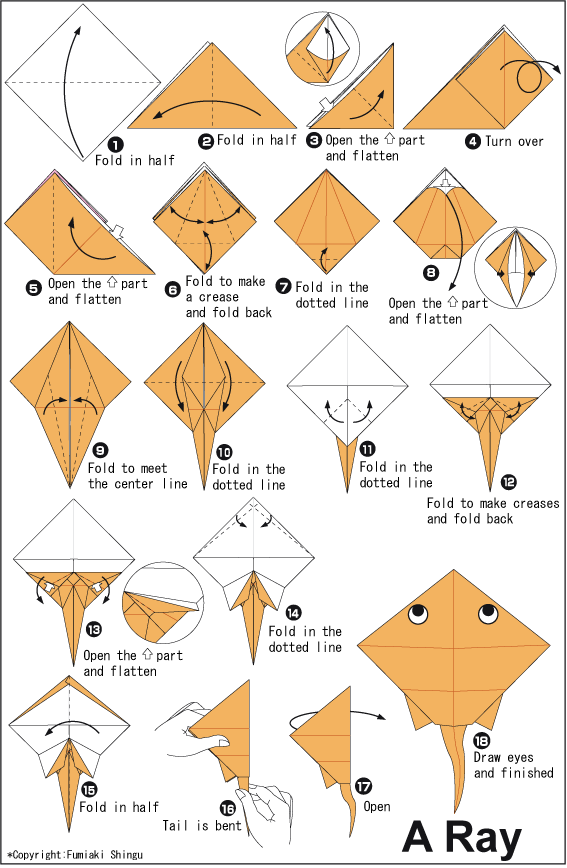 1 Fold in half
2 Fold in half
3 Open the ⇧ part
and flatten
4 Turn over
5 Open the ⇧ part
and flatten
6 Fold to make
a crease
and fold back
7 Fold in the
dotted line
8
Open the ⇧ part
and flatten
9
Fold to meet
the center line
10
Fold in the
dotted line
11
Fold in the
dotted line
12
Fold to make creases
and fold back
13
Open the ⇧ part
and flatten
14
Fold in the
dotted line
15
Fold in half
16
Tail is bent
17
Open
18
Draw eyes
and finished
A Ray
*Copyright:Fumiaki Shingu